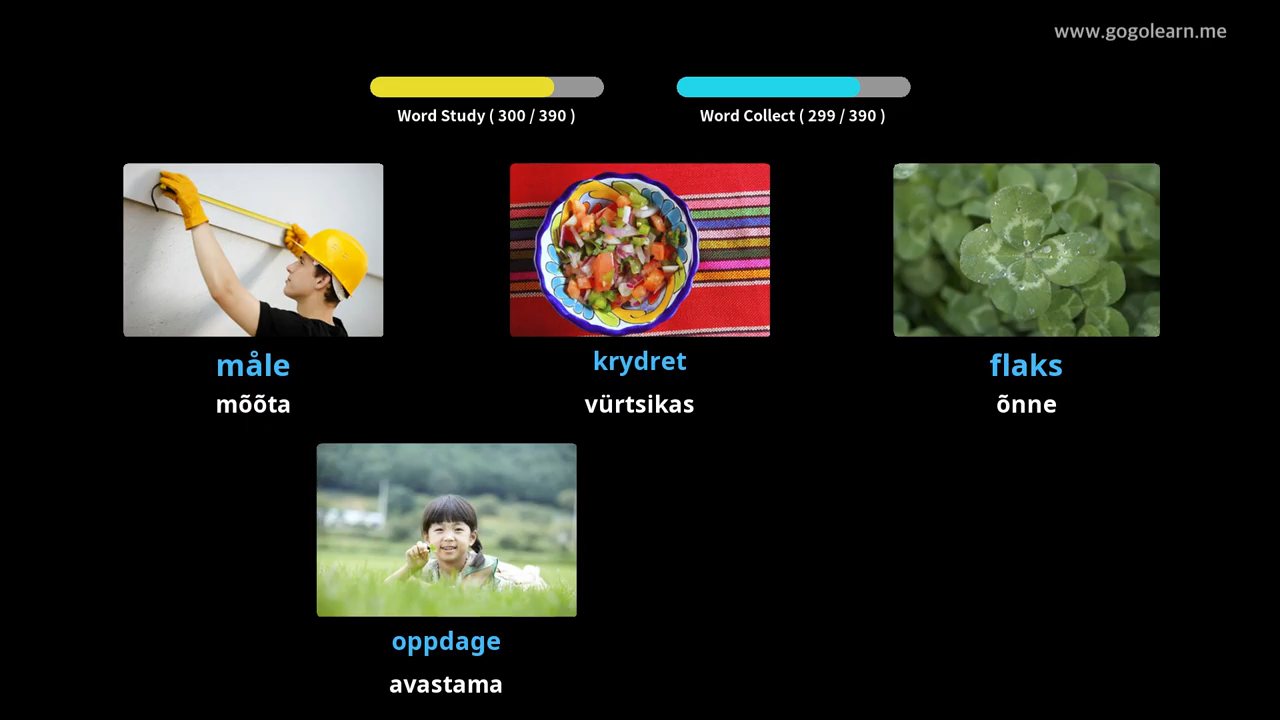 www.gogolearn.me
Word Study ( 300 / 390 )
Word Collect ( 299 / 390 )
måle
mõõta
krydret
vürtsikas
flaks
õnne
oppdage
avastama